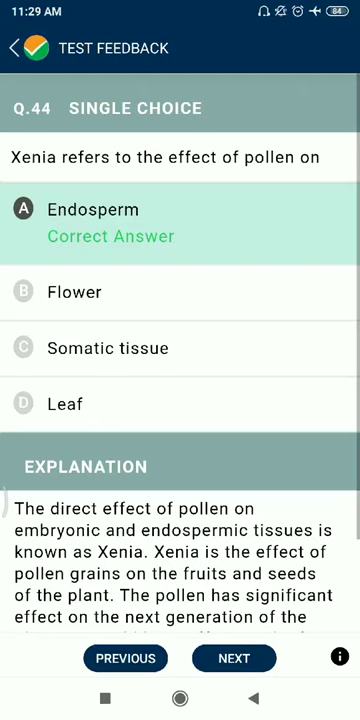 11:29 AM
84
TEST FEEDBACK
Q.44 SINGLE CHOICE
Xenia refers to the effect of pollen on
A Endosperm
Correct Answer
B Flower
C Somatic tissue
D Leaf
EXPLANATION
The direct effect of pollen on
embryonic and endospermic tissues is
known as Xenia. Xenia is the effect of
pollen grains on the fruits and seeds
of the plant. The pollen has significant
effect on the next generation of the
PREVIOUS
NEXT